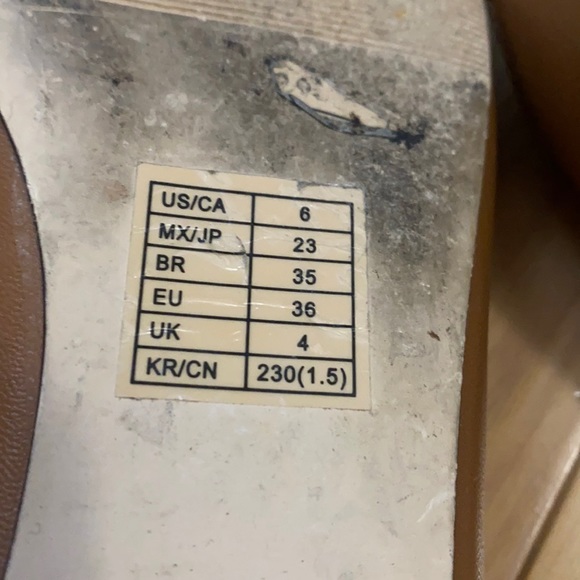 US/CA 6
MX/JP 23
BR 35
EU 36
UK 4
KR/CN 230(1.5)